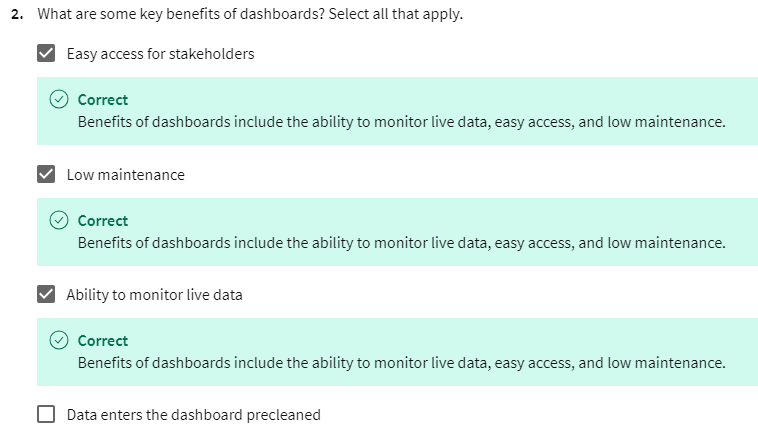 2. What are some key benefits of dashboards? Select all that apply.
Easy access for stakeholders
Correct
Benefits of dashboards include the ability to monitor live data, easy access, and low maintenance.
Low maintenance
Correct
Benefits of dashboards include the ability to monitor live data, easy access, and low maintenance.
Ability to monitor live data
Correct
Benefits of dashboards include the ability to monitor live data, easy access, and low maintenance.
Data enters the dashboard precleaned